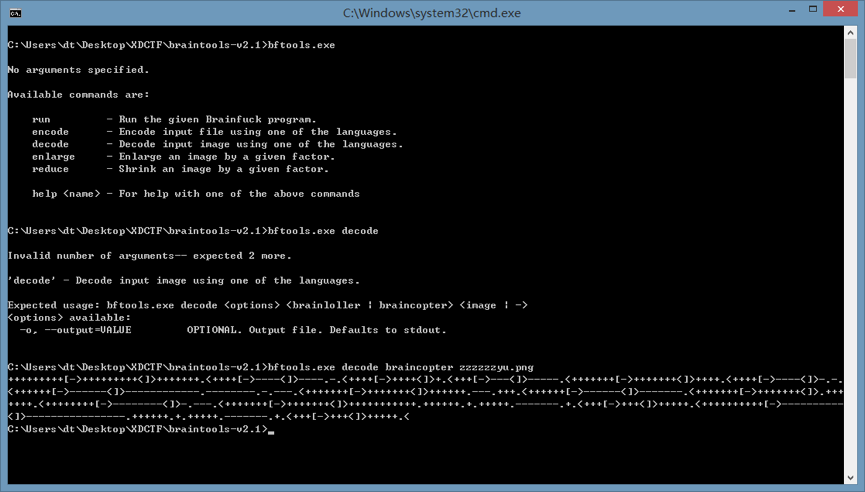 C:\Windows\system32\cmd.exe
C:\Users\dt\Desktop\XDCTF\braintools-v2.1>bftools.exe
No arguments specified.
Available commands are:
run - Run the given Brainfuck program.
encode - Encode input file using one of the languages.
decode - Decode input image using one of the languages.
enlarge - Enlarge an image by a given factor.
reduce - Shrink an image by a given factor.
help <name> - For help with one of the above commands
C:\Users\dt\Desktop\XDCTF\braintools-v2.1>bftools.exe decode
Invalid number of arguments-- expected 2 more.
'decode' - Decode input image using one of the languages.
Expected usage: bftools.exe decode <options> <brainloller | braincopter> <image | ->
<options> available:
-o, --output=VALUE OPTIONAL. Output file. Defaults to stdout.
C:\Users\dt\Desktop\XDCTF\braintools-v2.1>bftools.exe decode braincopter zzzzzzyu.png
C:\Users\dt\Desktop\XDCTF\braintools-v2.1>